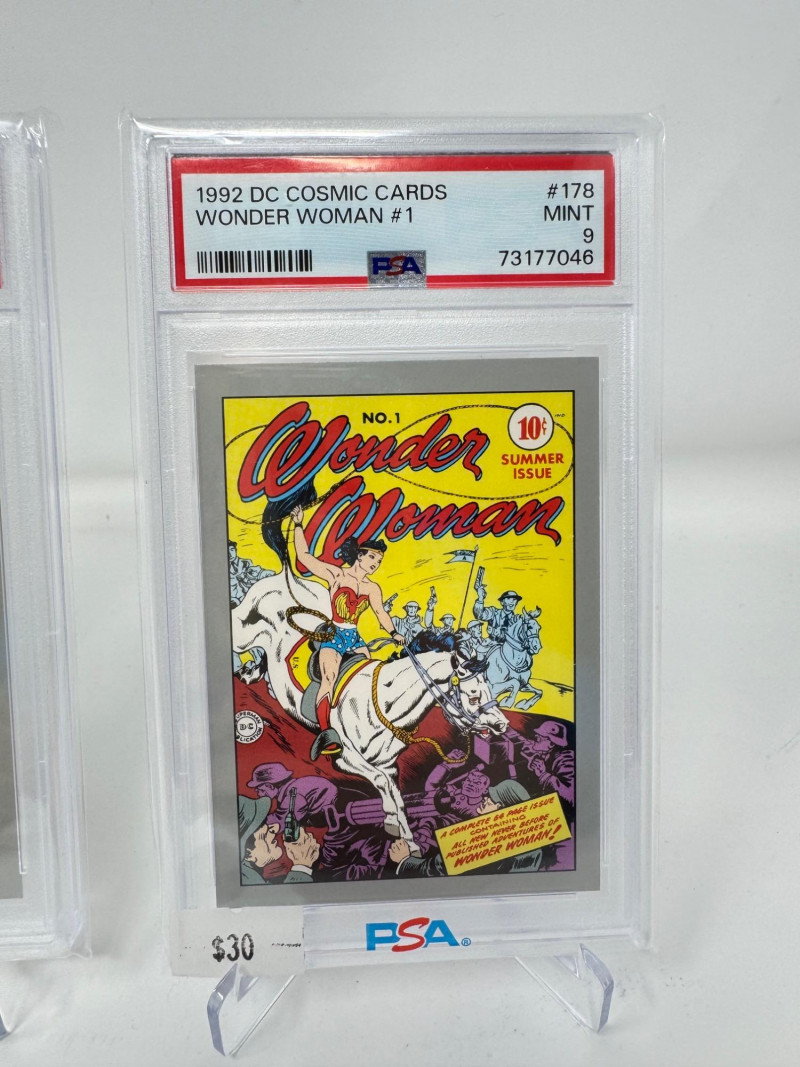 1992 DC COSMIC CARDS #178
WONDER WOMAN #1 MINT
9
PSA 73177046
NO. 1
10¢
Wonder
SUMMER
ISSUE
Woman
U.S.
DC
A COMPLETE 64 PAGE ISSUE
CONTAINING
ALL NEW NEVER BEFORE
PUBLISHED ADVENTURES OF
WONDER WOMAN!
$30
PSA®